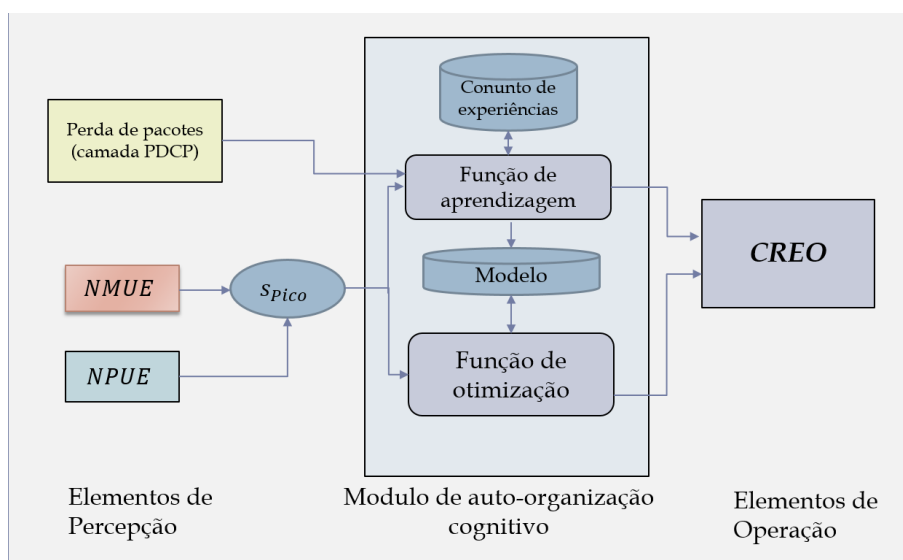 Conunto de
experiências
Perda de pacotes
(camada PDCP)
Função de
aprendizagem
CREO
Modelo
NMUE
s_Pico
NPUE
Função de
otimização
Elementos de
Percepção
Modulo de auto-organização
cognitivo
Elementos de
Operação